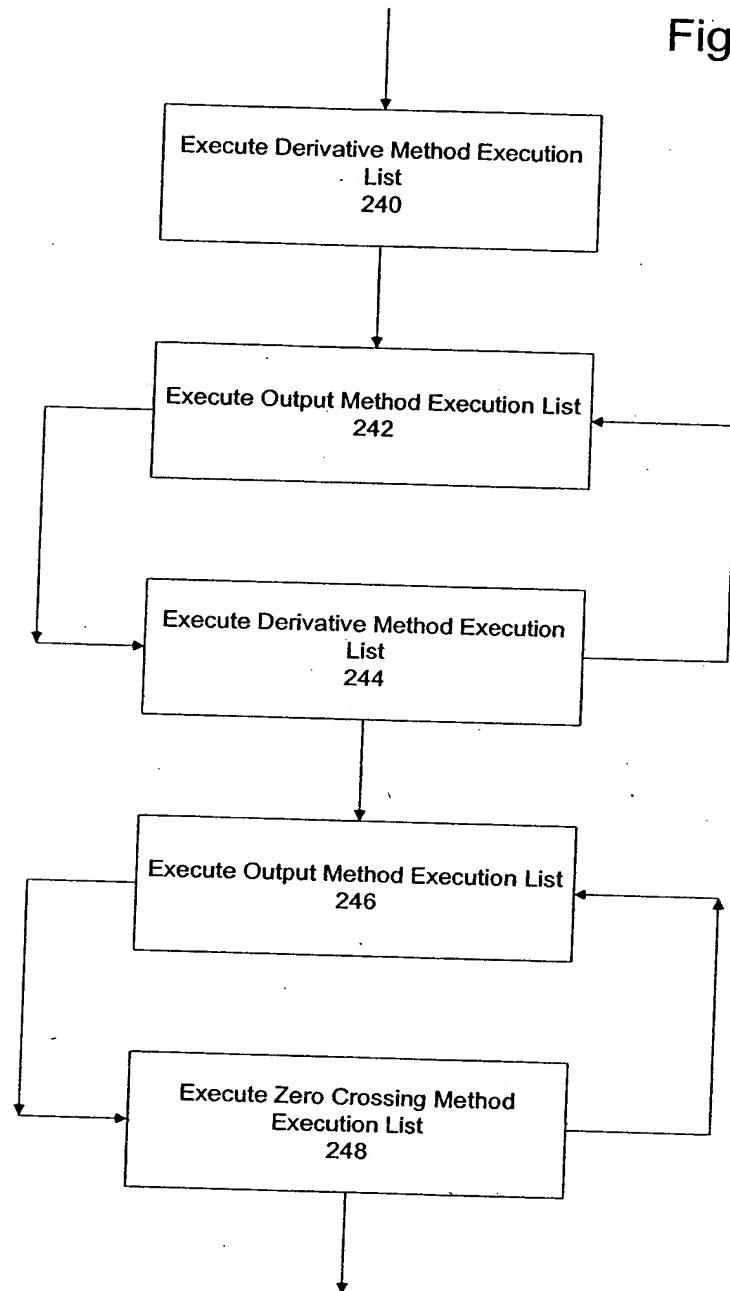 Fig
Execute Derivative Method Execution
List
240
Execute Output Method Execution List
242
Execute Derivative Method Execution
List
244
Execute Output Method Execution List
246
Execute Zero Crossing Method
Execution List
248